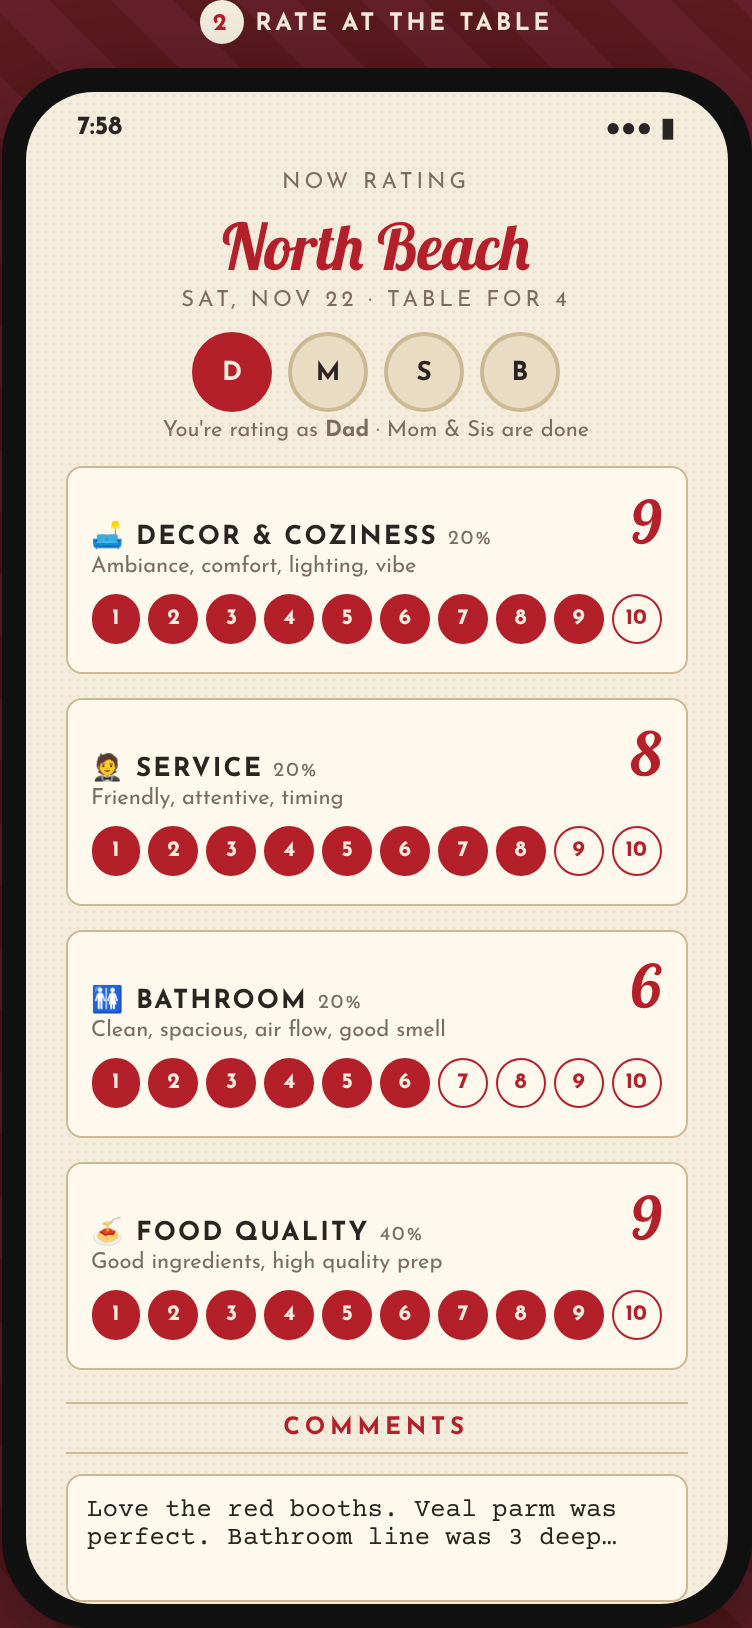 2 RATE AT THE TABLE
7:58
NOW RATING
North Beach
SAT, NOV 22 · TABLE FOR 4
D M S B
You're rating as Dad · Mom & Sis are done
DECOR & COZINESS 20% 9
Ambiance, comfort, lighting, vibe
1 2 3 4 5 6 7 8 9 10
SERVICE 20% 8
Friendly, attentive, timing
1 2 3 4 5 6 7 8 9 10
BATHROOM 20% 6
Clean, spacious, air flow, good smell
1 2 3 4 5 6 7 8 9 10
FOOD QUALITY 40% 9
Good ingredients, high quality prep
1 2 3 4 5 6 7 8 9 10
COMMENTS
Love the red booths. Veal parm was
perfect. Bathroom line was 3 deep…